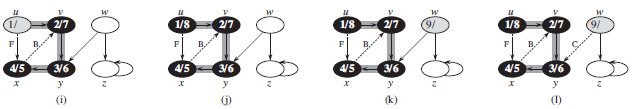 u v w u v w u v w u v w
1/ 2/7 1/8 2/7 1/8 2/7 9/ 1/8 2/7 9/
F B F B F B F B C
4/5 3/6 4/5 3/6 4/5 3/6 4/5 3/6
x y z x y z x y z x y z
(i) (j) (k) (l)